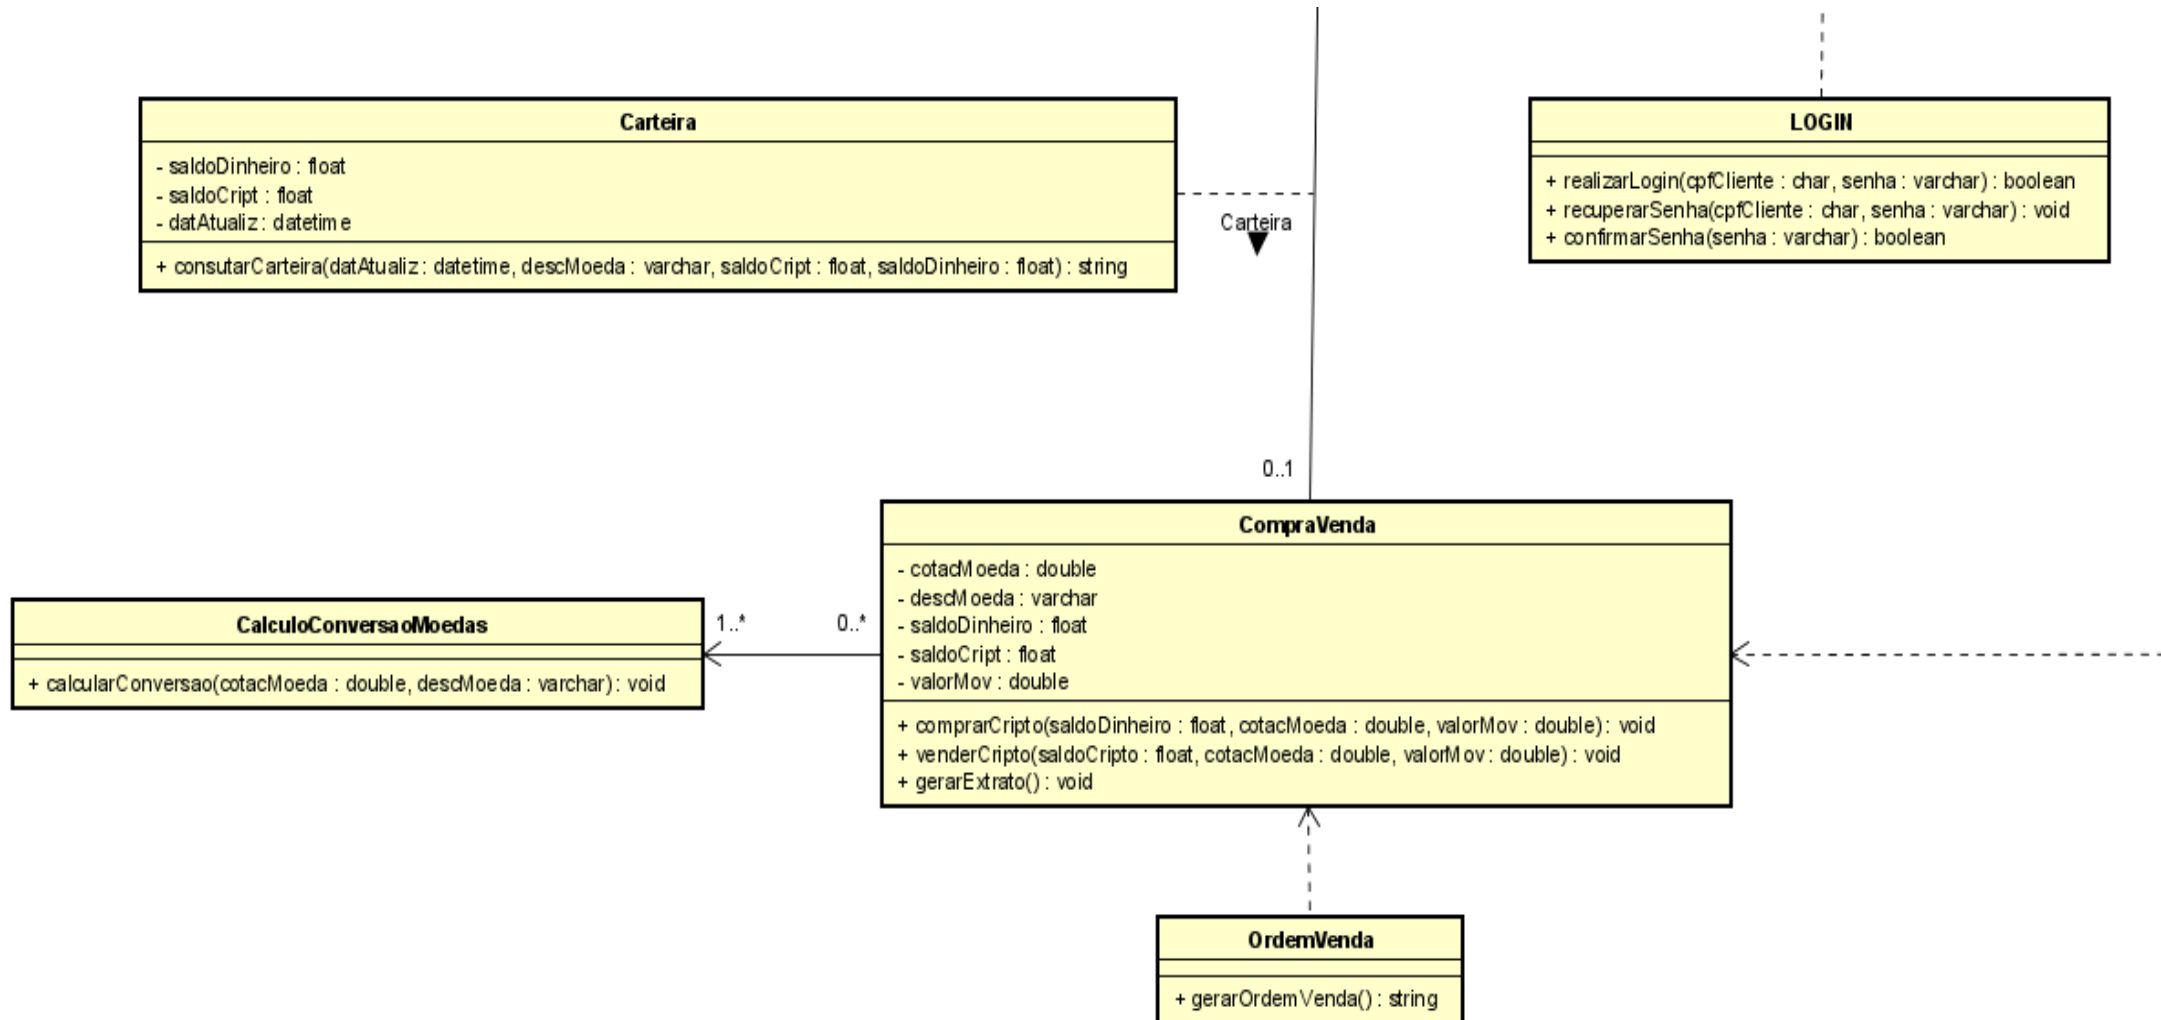 Carteira
- saldoDinheiro : float
- saldoCript : float
- datAtualiz : datetime
+ consutarCarteira(datAtualiz : datetime, descMoeda : varchar, saldoCript : float, saldoDinheiro : float) : string
Carteira
LOGIN
+ realizarLogin(cpfCliente : char, senha : varchar) : boolean
+ recuperarSenha(cpfCliente : char, senha : varchar) : void
+ confirmarSenha(senha : varchar) : boolean
0..1
CompraVenda
- cotacMoeda : double
- descMoeda : varchar
- saldoDinheiro : float
- saldoCript : float
- valorMov : double
+ comprarCripto(saldoDinheiro : float, cotacMoeda : double, valorMov : double) : void
+ venderCripto(saldoCripto : float, cotacMoeda : double, valorMov : double) : void
+ gerarExtrato() : void
CalculoConversaoMoedas
+ calcularConversao(cotacMoeda : double, descMoeda : varchar) : void
1..*
0..*
OrdemVenda
+ gerarOrdemVenda() : string